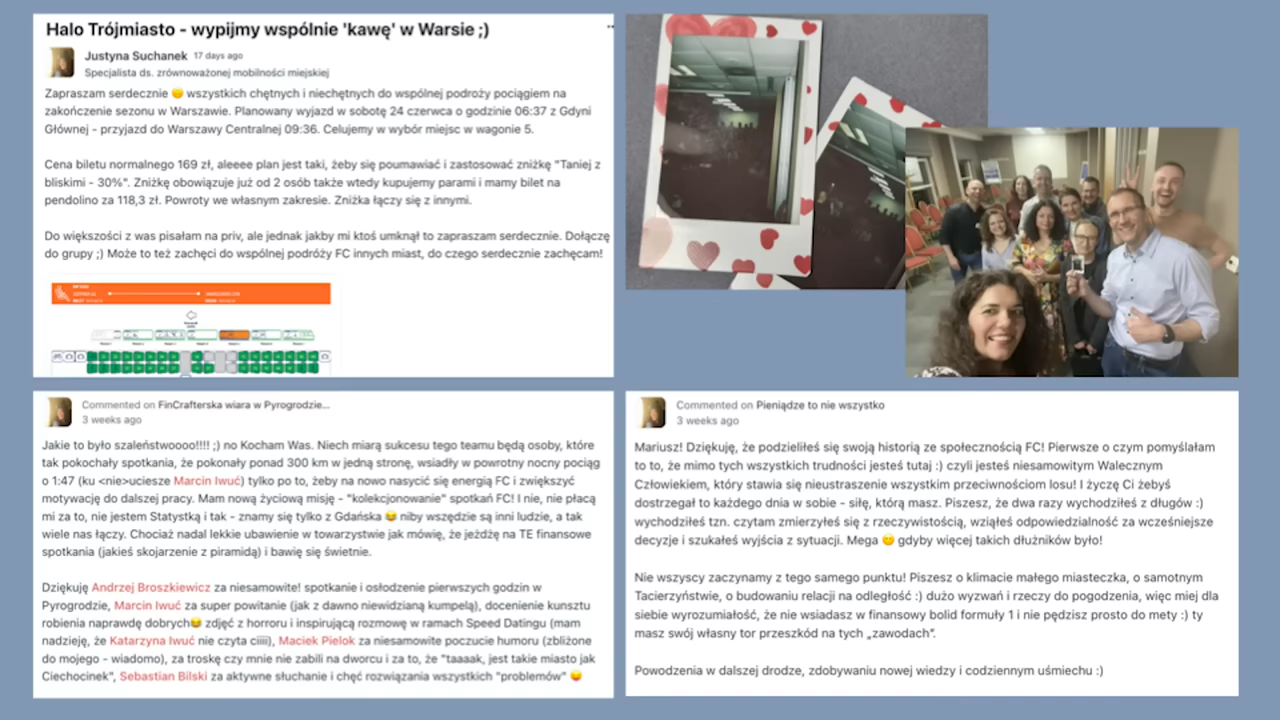 Halo Trójmiasto - wypijmy wspólnie 'kawę' w Warsie ;)
Justyna Suchanek 17 days ago
Specjalista ds. zrównoważonej mobilności miejskiej
Zapraszam serdecznie 😊 wszystkich chętnych i niechętnych do wspólnej podroży pociągiem na
zakończenie sezonu w Warszawie. Planowany wyjazd w sobotę 24 czerwca o godzinie 06:37 z Gdyni
Głównej - przyjazd do Warszawy Centralnej 09:36. Celujemy w wybór miejsc w wagonie 5.
Cena biletu normalnego 169 zł, aleeee plan jest taki, żeby się poumawiać i zastosować zniżkę "Taniej z
bliskimi - 30%". Zniżkę obowiązuje już od 2 osób także wtedy kupujemy parami i mamy bilet na
pendolino za 118,3 zł. Powroty we własnym zakresie. Zniżka łączy się z innymi.
Do większości z was pisałam na priv, ale jednak jakby mi ktoś umknął to zapraszam serdecznie. Dołączę
do grupy ;) Może to też zachęci do wspólnej podróży FC innych miast, do czego serdecznie zachęcam!
Commented on FinCrafterska wiara w Pyrogrodzie...
3 weeks ago
Jakie to było szaleństwoooo!!!! ;) no Kocham Was. Niech miarą sukcesu tego teamu będą osoby, które
tak pokochały spotkania, że pokonały ponad 300 km w jedną stronę, wsiadły w powrotny nocny pociąg
o 1:47 (ku <nie>uciesze Marcin Iwuć) tylko po to, żeby na nowo nasycić się energią FC i zwiększyć
motywację do dalszej pracy. Mam nową życiową misję - "kolekcjonowanie" spotkań FC! I nie, nie płacą
mi za to, nie jestem Statystką i tak - znamy się tylko z Gdańska 😂 niby wszędzie są inni ludzie, a tak
wiele nas łączy. Chociaż nadal lekkie ubawienie w towarzystwie jak mówię, że jeżdżę na TE finansowe
spotkania (jakieś skojarzenie z piramidą) i bawię się świetnie.
Dziękuję Andrzej Broszkiewicz za niesamowite! spotkanie i osłodzenie pierwszych godzin w
Pyrogrodzie, Marcin Iwuć za super powitanie (jak z dawno niewidzianą kumpelą), docenienie kunsztu
robienia naprawdę dobrych😂 zdjęć z horroru i inspirującą rozmowę w ramach Speed Datingu (mam
nadzieję, że Katarzyna Iwuć nie czyta ciiii), Maciek Pielok za niesamowite poczucie humoru (zbliżone
do mojego - wiadomo), za troskę czy mnie nie zabili na dworcu i za to, że "taaaak, jest takie miasto jak
Ciechocinek", Sebastian Bilski za aktywne słuchanie i chęć rozwiązania wszystkich "problemów" 😛
Commented on Pieniądze to nie wszystko
3 weeks ago
Mariusz! Dziękuję, że podzieliłeś się swoją historią ze społecznością FC! Pierwsze o czym pomyślałam
to to, że mimo tych wszystkich trudności jesteś tutaj :) czyli jesteś niesamowitym Walecznym
Człowiekiem, który stawia się nieustraszenie wszystkim przeciwnościom losu! I życzę Ci żebyś
dostrzegał to każdego dnia w sobie - siłę, którą masz. Piszesz, że dwa razy wychodziłeś z długów :)
wychodziłeś tzn. czytam zmierzyłeś się z rzeczywistością, wziąłeś odpowiedzialność za wcześniejsze
decyzje i szukałeś wyjścia z sytuacji. Mega 😊 gdyby więcej takich dłużników było!
Nie wszyscy zaczynamy z tego samego punktu! Piszesz o klimacie małego miasteczka, o samotnym
Tacierzyństwie, o budowaniu relacji na odległość :) dużo wyzwań i rzeczy do pogodzenia, więc miej dla
siebie wyrozumiałość, że nie wsiadasz w finansowy bolid formuły 1 i nie pędzisz prosto do mety :) ty
masz swój własny tor przeszkód na tych „zawodach”.
Powodzenia w dalszej drodze, zdobywaniu nowej wiedzy i codziennym uśmiechu :)